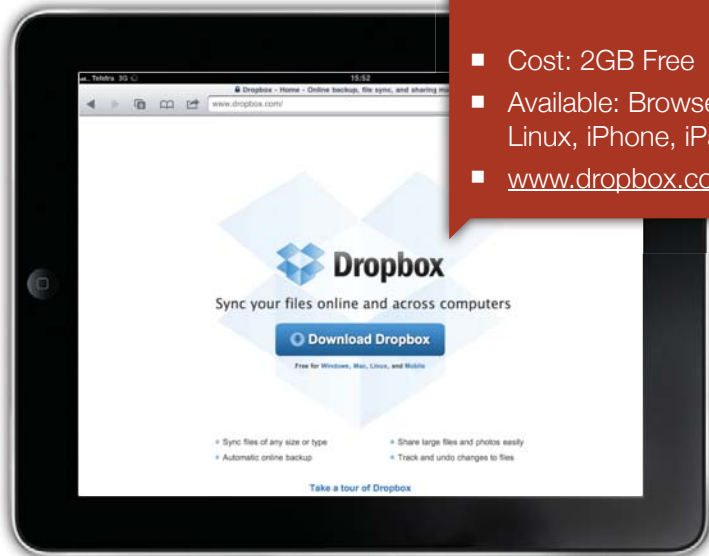 Telstra 3G 15:52
Dropbox - Home - Online backup, file sync, and sharing
www.dropbox.com/
■ Cost: 2GB Free
■ Available: Browse
Linux, iPhone, iPa
■ www.dropbox.co
Dropbox
Sync your files online and across computers
Download Dropbox
Free for Windows, Mac, Linux, and Mobile
Sync files of any size or type
Automatic online backup
Share large files and photos easily
Track and undo changes to files
Take a tour of Dropbox